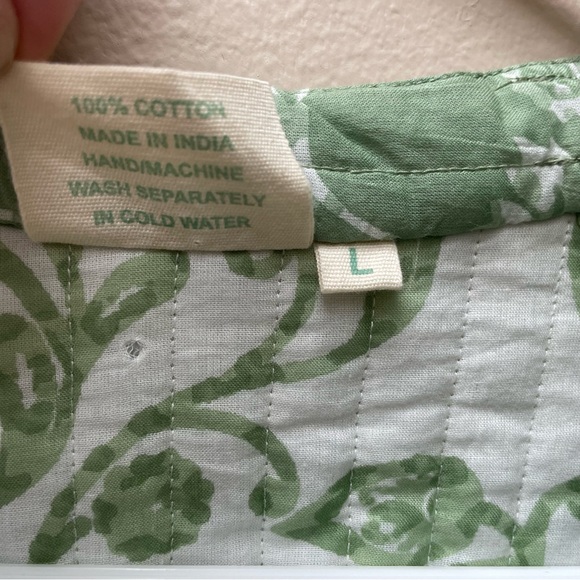 100% COTTON
MADE IN INDIA
HAND/MACHINE
WASH SEPARATELY
IN COLD WATER
L